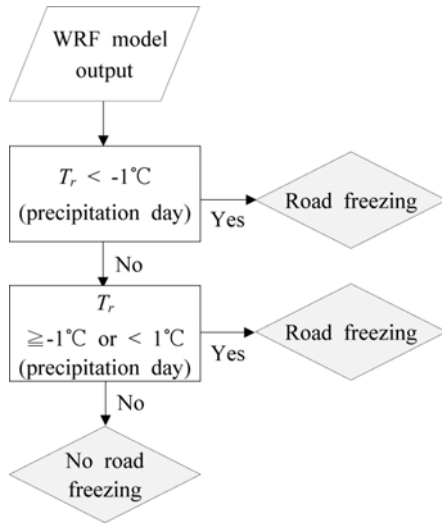 WRF model
output
T_r < -1℃
(precipitation day)
Yes
Road freezing
No
T_r
≧-1℃ or < 1℃
(precipitation day)
Yes
Road freezing
No
No road
freezing